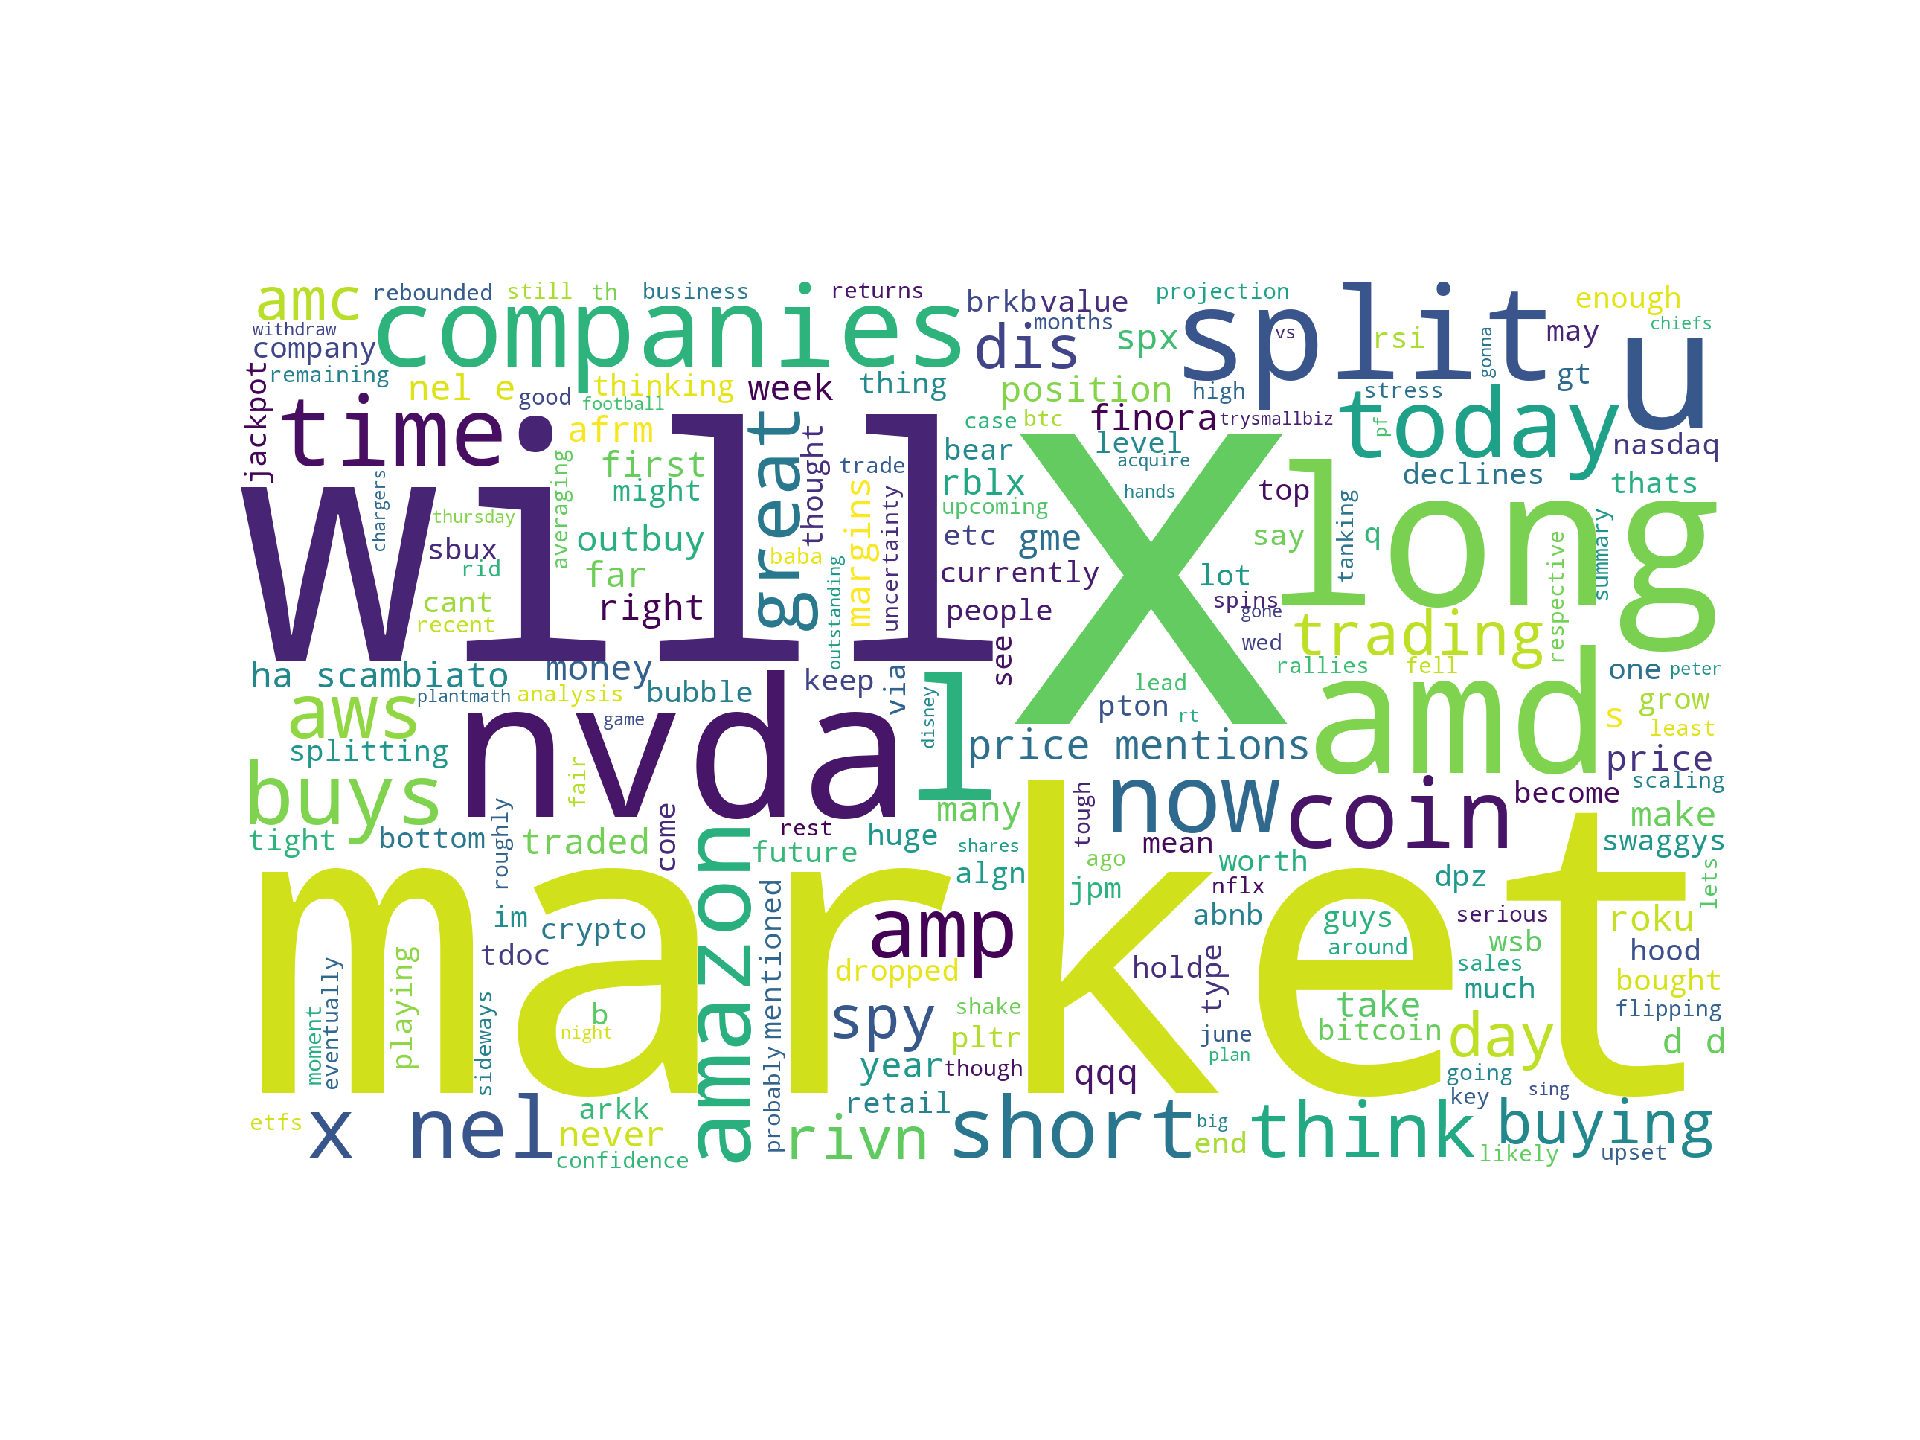 amc
rebounded
still
th
business
returns
brkb
value
projection
enough
withdraw
companies
months
split
vs
may
chiefs
company
dis
spx
rsi
gonna
u
remaining
nel e
good
thinking
week
thing
position
high
stress
gt
jackpot
time
football
great
case
btc
finora
trysmallbiz
today
pf
nasdaq
afrm
thought
bear
level
first
trade
acquire
declines
chargers
averaging
might
margins
rblx
hands
top
long
thats
will
thursday
upcoming
x
tanking
summary
sbux
outbuy
uncertainty
etc
gme
say
q
rid
baba
currently
lot
respective
far
outstanding
spins
cant
right
people
gone
recent
see
wed
trading
ha scambiato
money
via
rallies
fell
one
peter
plantmath
analysis
bubble
keep
lead
amd
aws
nvda
l
disney
pton
rt
s
grow
game
least
splitting
price mentions
price
buys
fair
now
coin
become
scaling
tight
bottom
roughly
traded
come
many
tough
make
rest
huge
shares
mean
swaggys
amazon
future
algn
ago
worth
market
jpm
nflx
dpz
lets
im
crypto
mentioned
amp
abnb
guys
serious
roku
tdoc
around
wsb
hood
playing
dropped
hold
type
sales
moment
eventually
sideways
b
shake
take
much
bought
night
spy
pltr
june
bitcoin
day
flipping
probably
year
though
qqq
plan
going
d d
etfs
x nel
arkk
retail
key
sing
never
rivn
short
big
think
buying
confidence
end
likely
upset